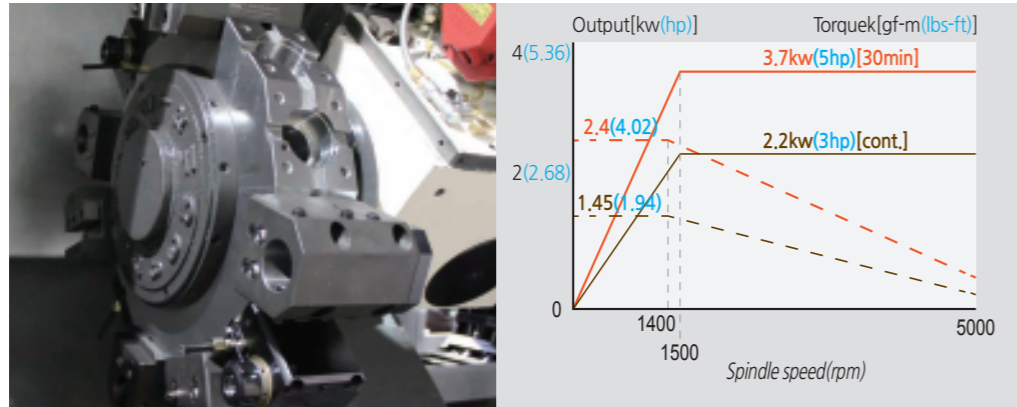 Output[kw(hp)] Torquek[gf-m(lbs-ft)]
4(5.36)
3.7kw(5hp)[30min]
2.4(4.02)
2.2kw(3hp)[cont.]
2(2.68)
1.45(1.94)
0
1400
5000
1500
Spindle speed(rpm)